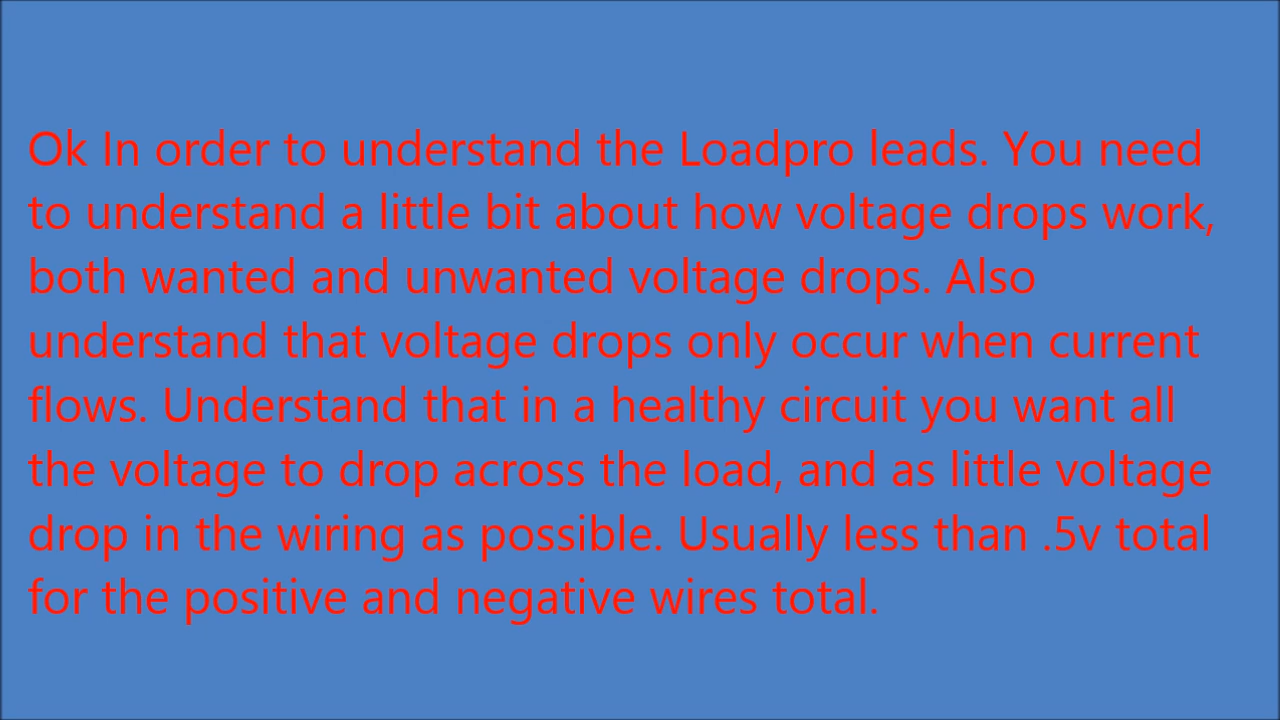 Ok In order to understand the Loadpro leads. You need
to understand a little bit about how voltage drops work,
both wanted and unwanted voltage drops. Also
understand that voltage drops only occur when current
flows. Understand that in a healthy circuit you want all
the voltage to drop across the load, and as little voltage
drop in the wiring as possible. Usually less than .5v total
for the positive and negative wires total.